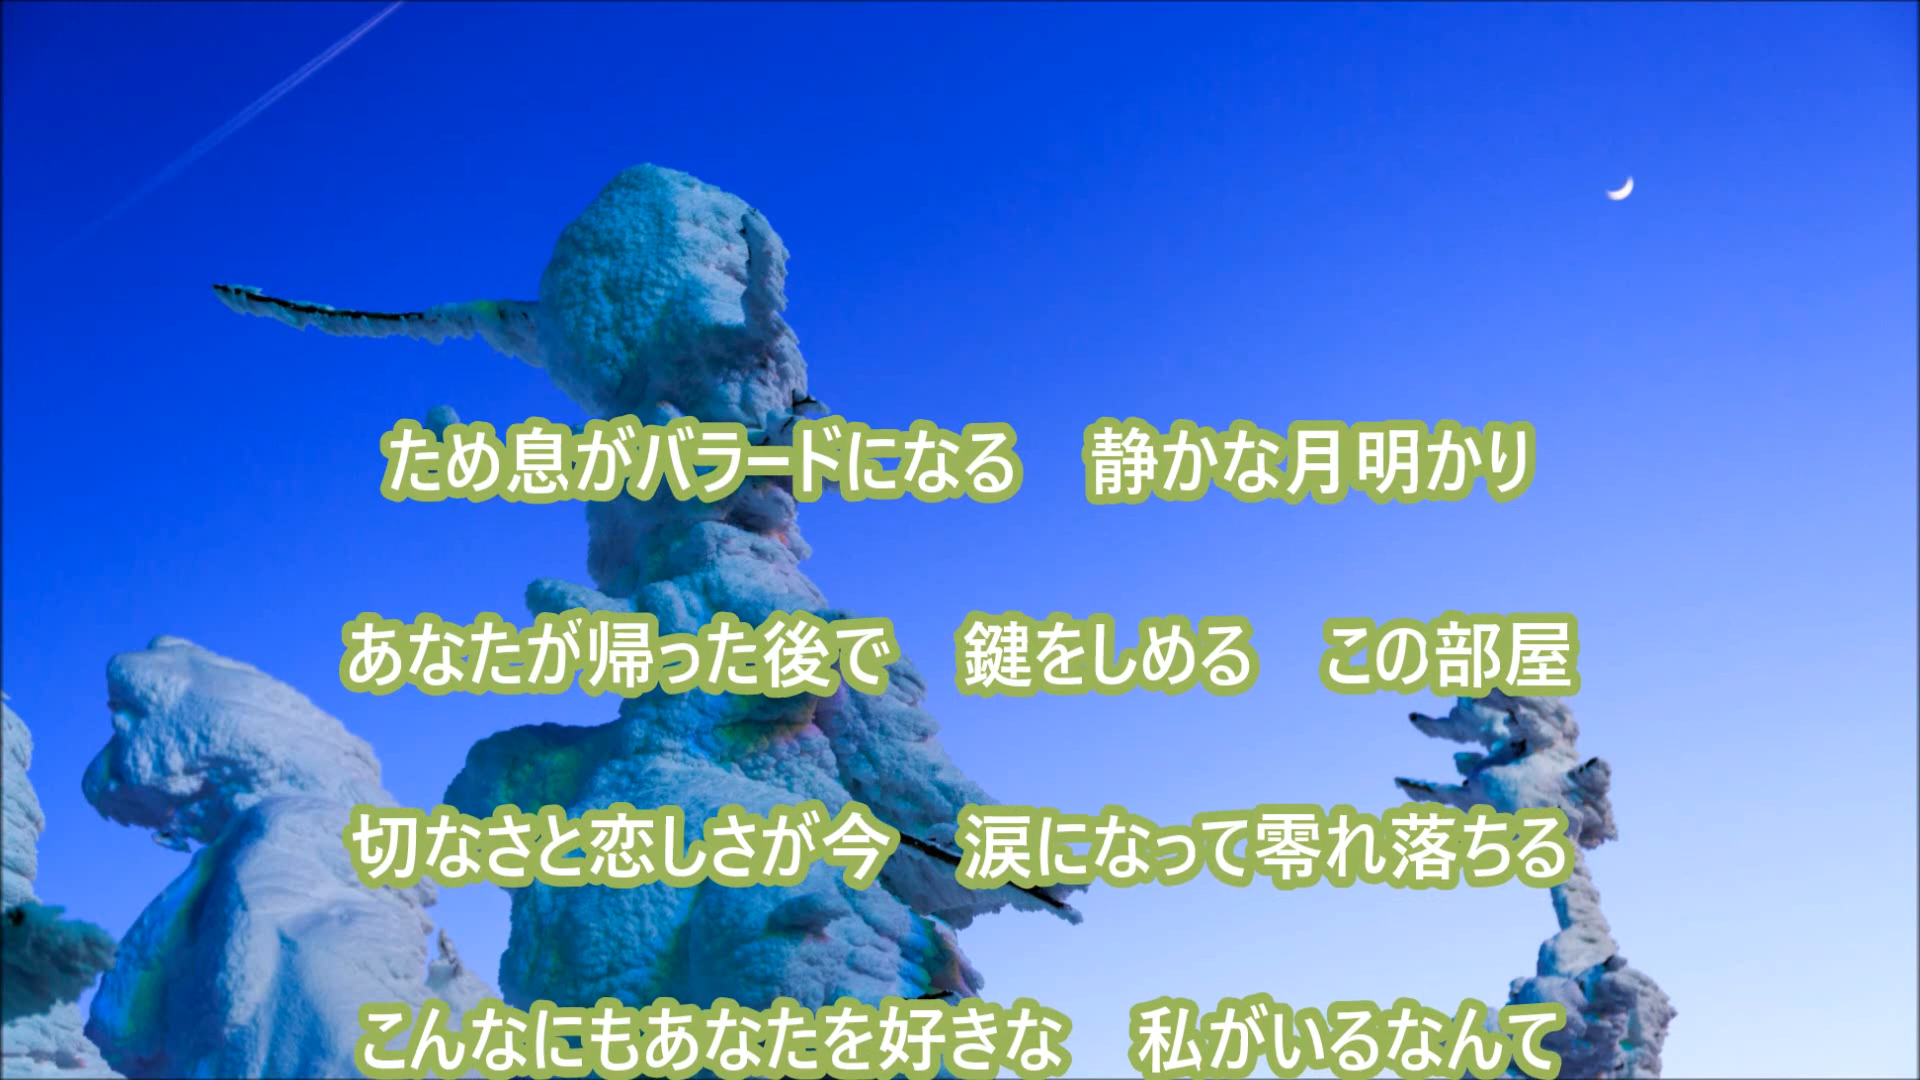 ため息がバラードになる　静かな月明かり
あなたが帰った後で　鍵をしめる　この部屋
切なさと恋しさが今　涙になって零れ落ちる
こんなにもあなたを好きな　私がいるなんて